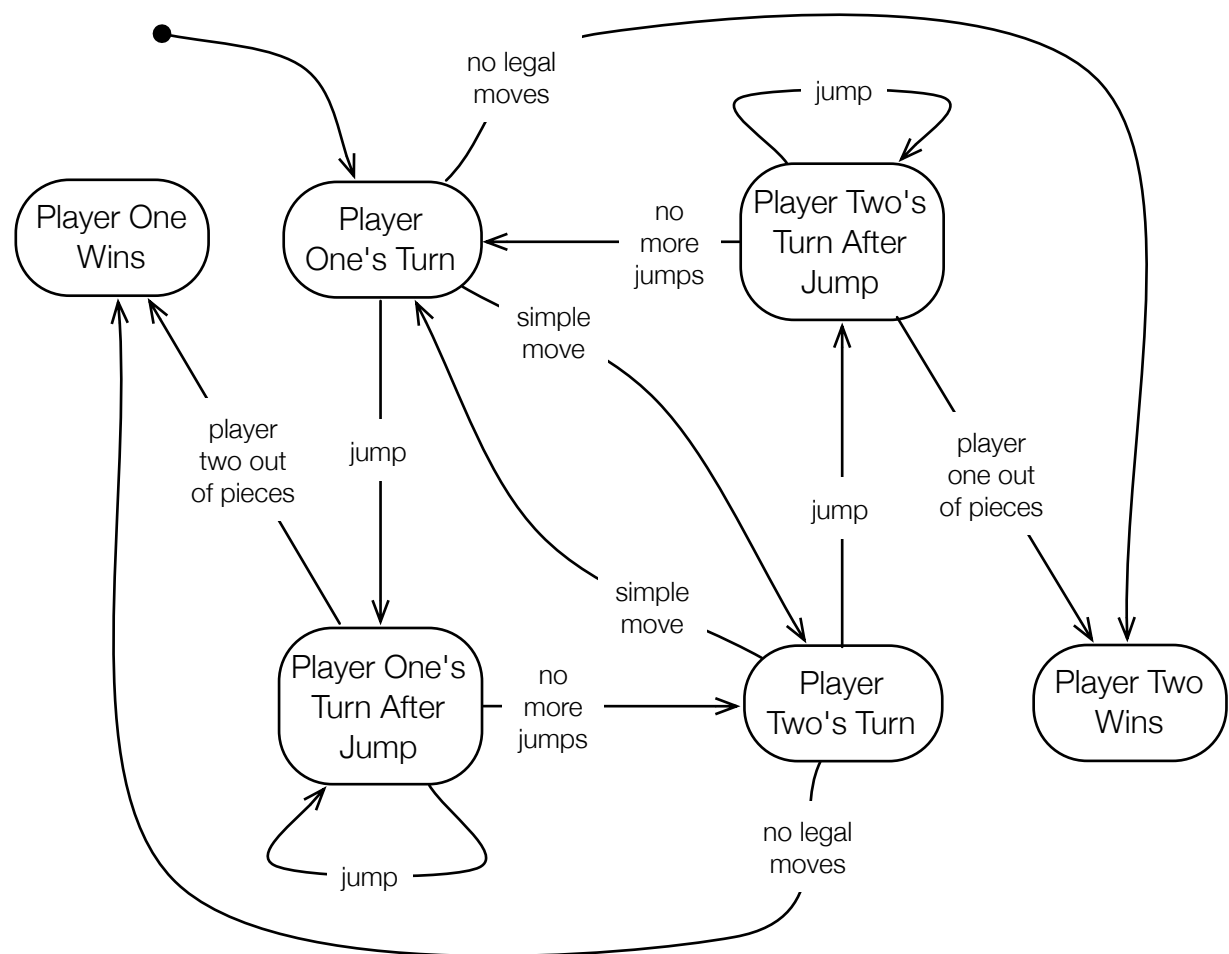 no legal
moves
jump
Player One
Wins
Player
One's Turn
no
more
jumps
Player Two's
Turn After
Jump
simple
move
player
two out
of pieces
jump
player
one out
of pieces
jump
simple
move
Player One's
Turn After
Jump
no
more
jumps
Player
Two's Turn
Player Two
Wins
no legal
moves
jump